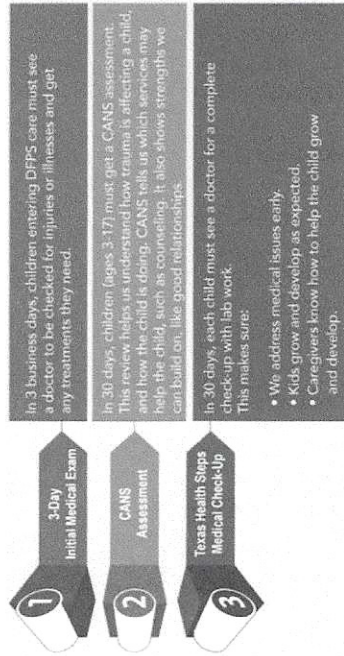 1
3-Day
Initial Medical Exam
In 3 business days, children entering DFPS care must see
a doctor to be checked for injuries or illnesses and get
any treatments they need.
2
CANS
Assessment
In 30 days, children (ages 3-17) must get a CANS assessment.
This review helps us understand how trauma is affecting a child,
and how the child is doing. CANS tells us which services may
help the child, such as counseling. It also shows strengths we
can build on, like good relationships.
3
Texas Health Steps
Medical Check-Up
In 30 days, each child must see a doctor for a complete
check-up with lab work.
This makes sure:
• We address medical issues early.
• Kids grow and develop as expected.
• Caregivers know how to help the child grow
and develop.